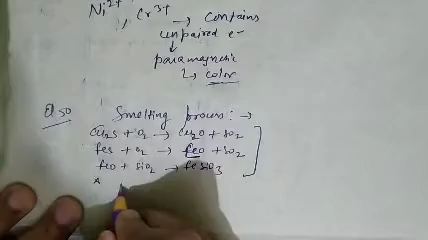 Ni²⁺, Cr³⁺ → Contains
unpaired e-
↓
paramagnetic
↳ color
Q.50 Smelting process :→
Cu₂S + O₂ → Cu₂O + SO₂
FeS + O₂ → FeO + SO₂
FeO + SiO₂ → FeSiO₃